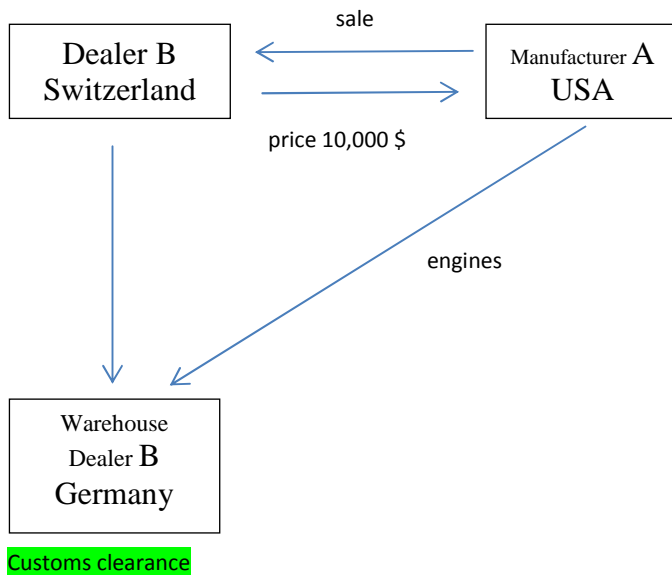 sale
Dealer B
Switzerland
Manufacturer A
USA
price 10,000 $
engines
Warehouse
Dealer B
Germany
Customs clearance